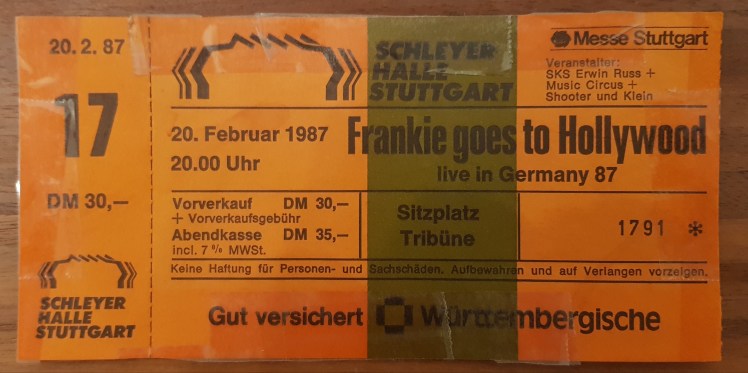 20. 2. 87
17
DM 30,—
SCHLEYER
HALLE
STUTTGART
SCHLEYER
HALLE
STUTTGART
Messe Stuttgart
Veranstalter:
SKS Erwin Russ +
Music Circus +
Shooter und Klein
20. Februar 1987
20.00 Uhr
Frankie goes to Hollywood
live in Germany 87
Vorverkauf DM 30,—
+ Vorverkaufsgebühr
Abendkasse DM 35,—
incl. 7 % MWSt.
Sitzplatz
Tribüne
1791 *
Keine Haftung für Personen- und Sachschäden. Aufbewahren und auf Verlangen vorzeigen.
Gut versichert Württembergische